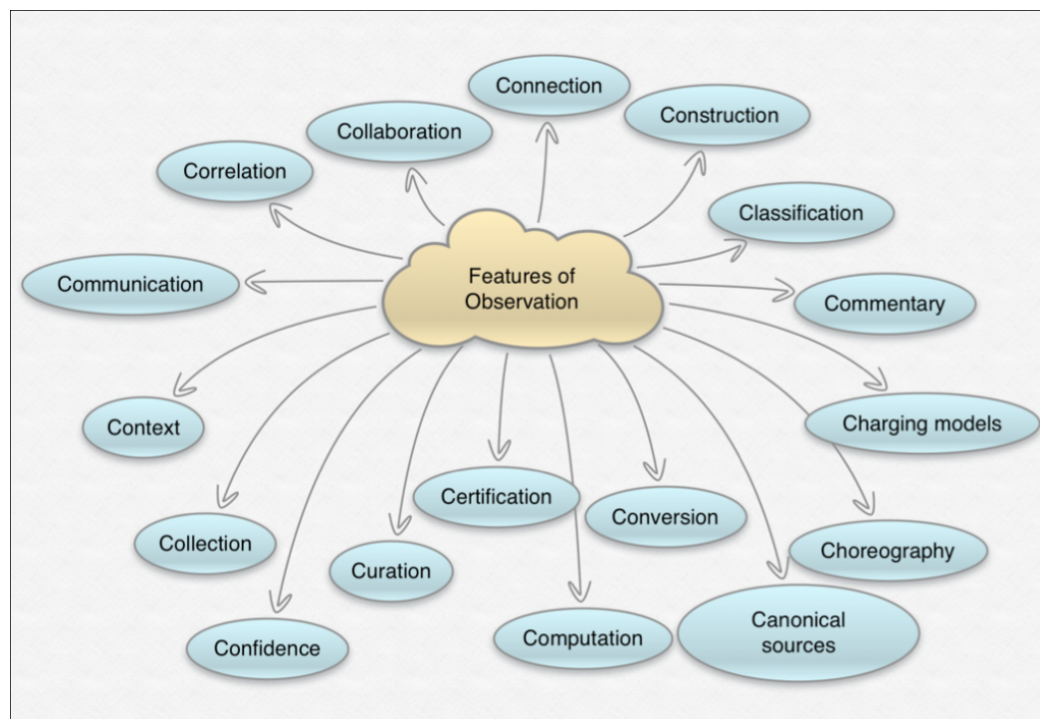 Connection
Construction
Collaboration
Correlation
Classification
Features of
Observation
Communication
Commentary
Context
Charging models
Certification
Conversion
Collection
Curation
Choreography
Confidence
Computation
Canonical
sources